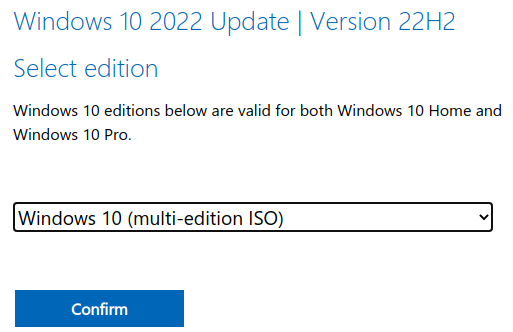 Windows 10 2022 Update | Version 22H2
Select edition
Windows 10 editions below are valid for both Windows 10 Home and
Windows 10 Pro.
Windows 10 (multi-edition ISO)
Confirm